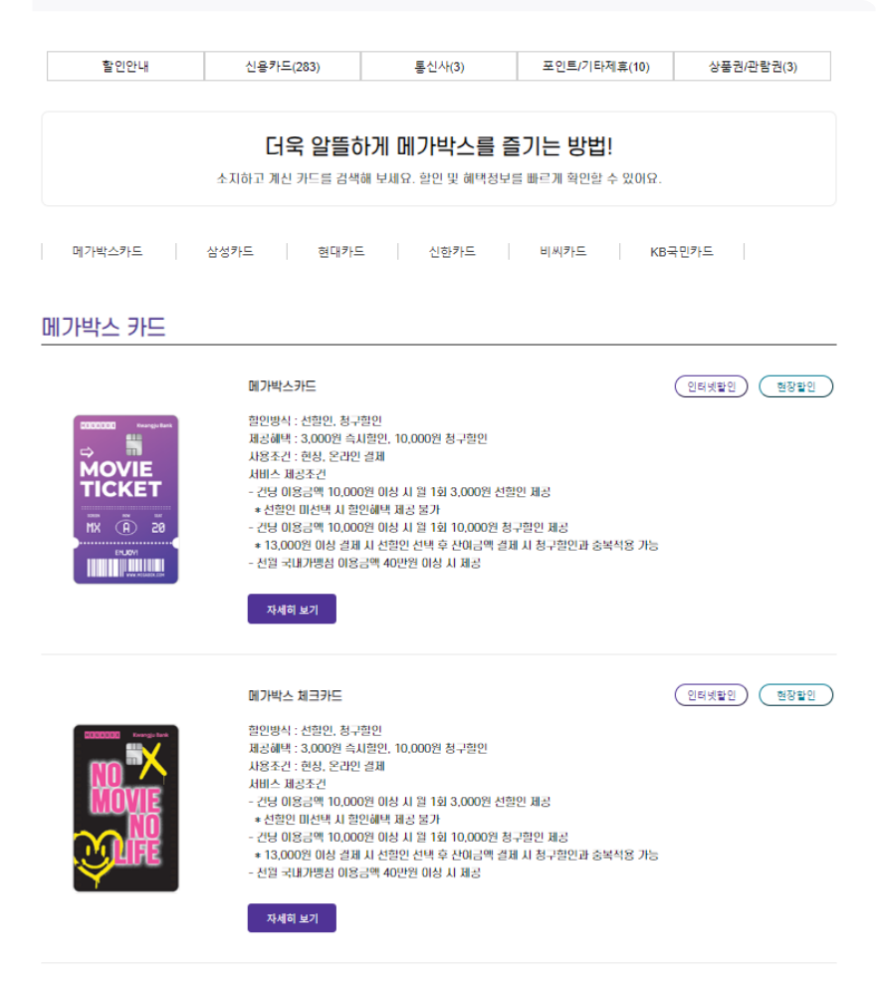 할인안내
신용카드(283)
통신사(3)
포인트/기타제휴(10)
상품권/관람권(3)
더욱 알뜰하게 메가박스를 즐기는 방법!
소지하고 계신 카드를 검색해 보세요. 할인 및 혜택정보를 빠르게 확인할 수 있어요.
메가박스카드
삼성카드
현대카드
신한카드
비씨카드
KB국민카드
메가박스 카드
메가박스카드
인터넷할인
현장할인
할인방식 : 선할인, 청구할인
제공혜택 : 3,000원 즉시할인, 10,000원 청구할인
사용조건 : 현장, 온라인 결제
서비스 제공조건
- 건당 이용금액 10,000원 이상 시 월 1회 3,000원 선할인 제공
* 선할인 미선택 시 할인혜택 제공 불가
- 건당 이용금액 10,000원 이상 시 월 1회 10,000원 청구할인 제공
* 13,000원 이상 결제 시 선할인 선택 후 잔여금액 결제 시 청구할인과 중복적용 가능
- 전월 국내가맹점 이용금액 40만원 이상 시 제공
MEGABOX
Kwangju Bank
MOVIE
TICKET
MX
A
20
ENJOY!
WWW.MEGABOX.COM
자세히 보기
메가박스 체크카드
인터넷할인
현장할인
할인방식 : 선할인, 청구할인
제공혜택 : 3,000원 즉시할인, 10,000원 청구할인
사용조건 : 현장, 온라인 결제
서비스 제공조건
- 건당 이용금액 10,000원 이상 시 월 1회 3,000원 선할인 제공
* 선할인 미선택 시 할인혜택 제공 불가
- 건당 이용금액 10,000원 이상 시 월 1회 10,000원 청구할인 제공
* 13,000원 이상 결제 시 선할인 선택 후 잔여금액 결제 시 청구할인과 중복적용 가능
- 전월 국내가맹점 이용금액 40만원 이상 시 제공
MEGABOX
Kwangju Bank
NO
MOVIE
NO
LIFE
자세히 보기